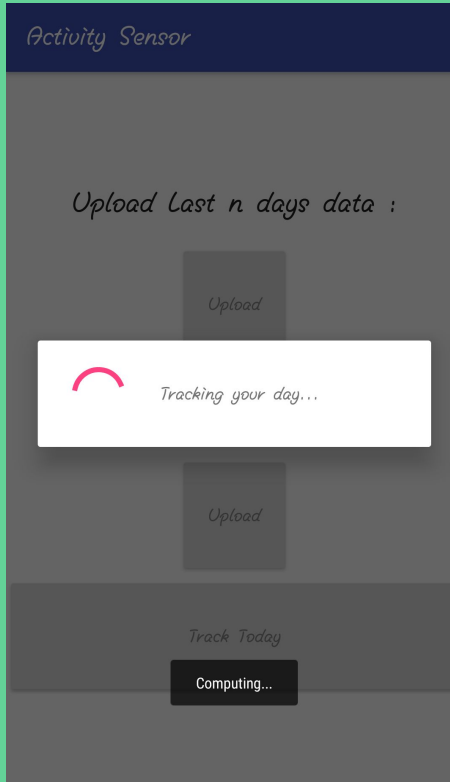 Activity Sensor
Upload Last n days data :
Upload
Tracking your day...
Upload
Track Today
Computing...